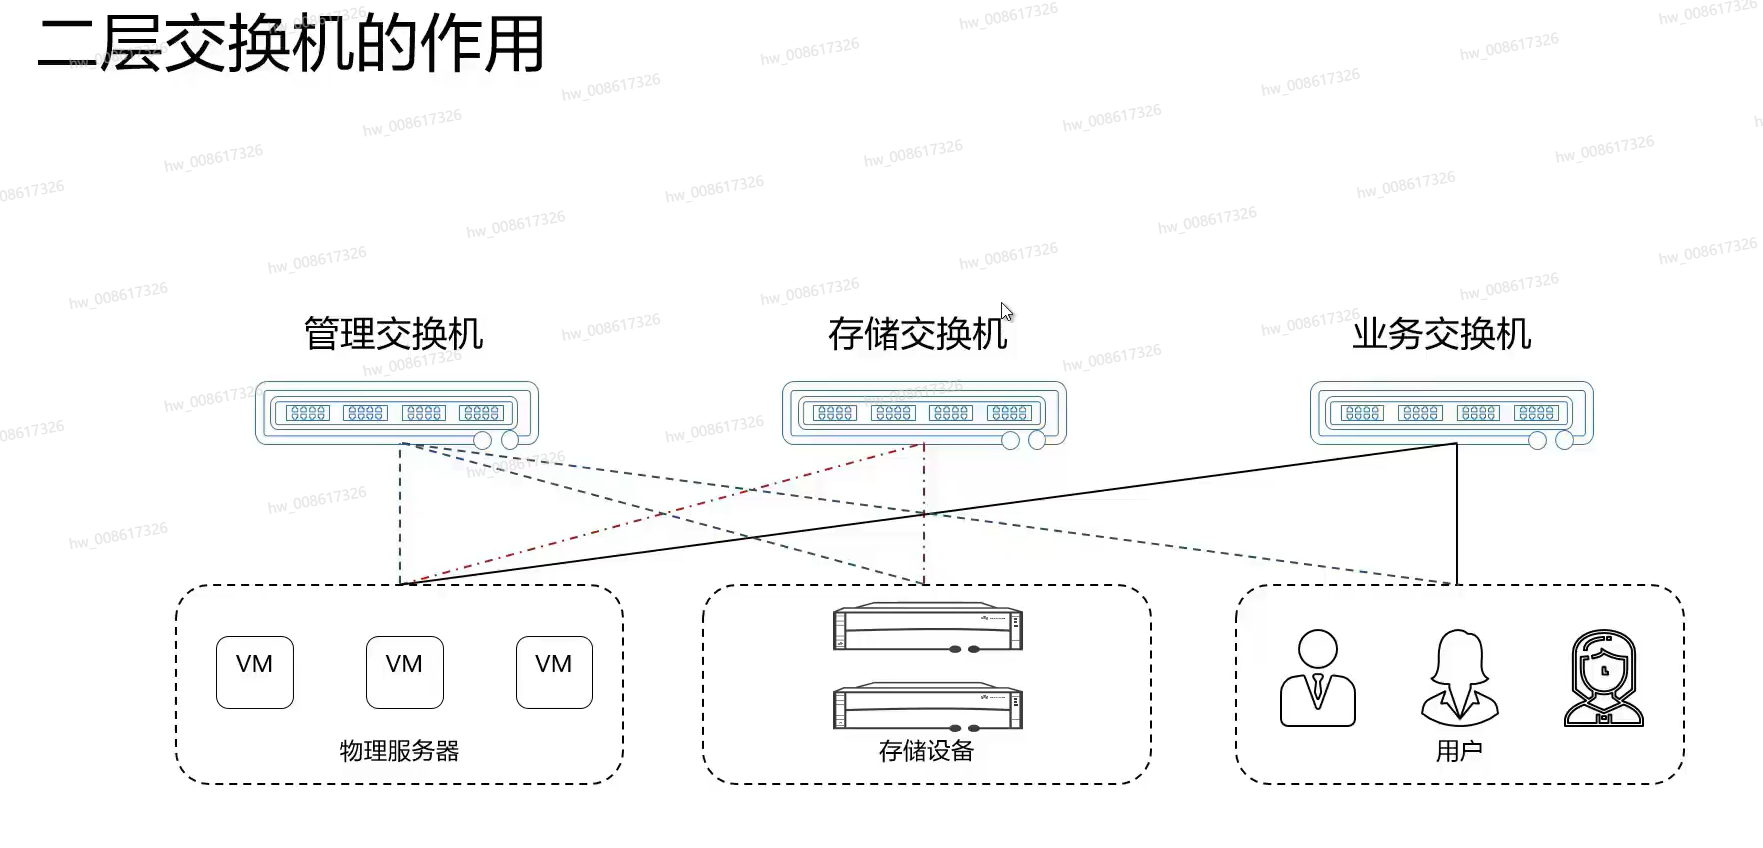 二层交换机的作用
管理交换机
存储交换机
业务交换机
VM
VM
VM
物理服务器
存储设备
用户
hw_008617326